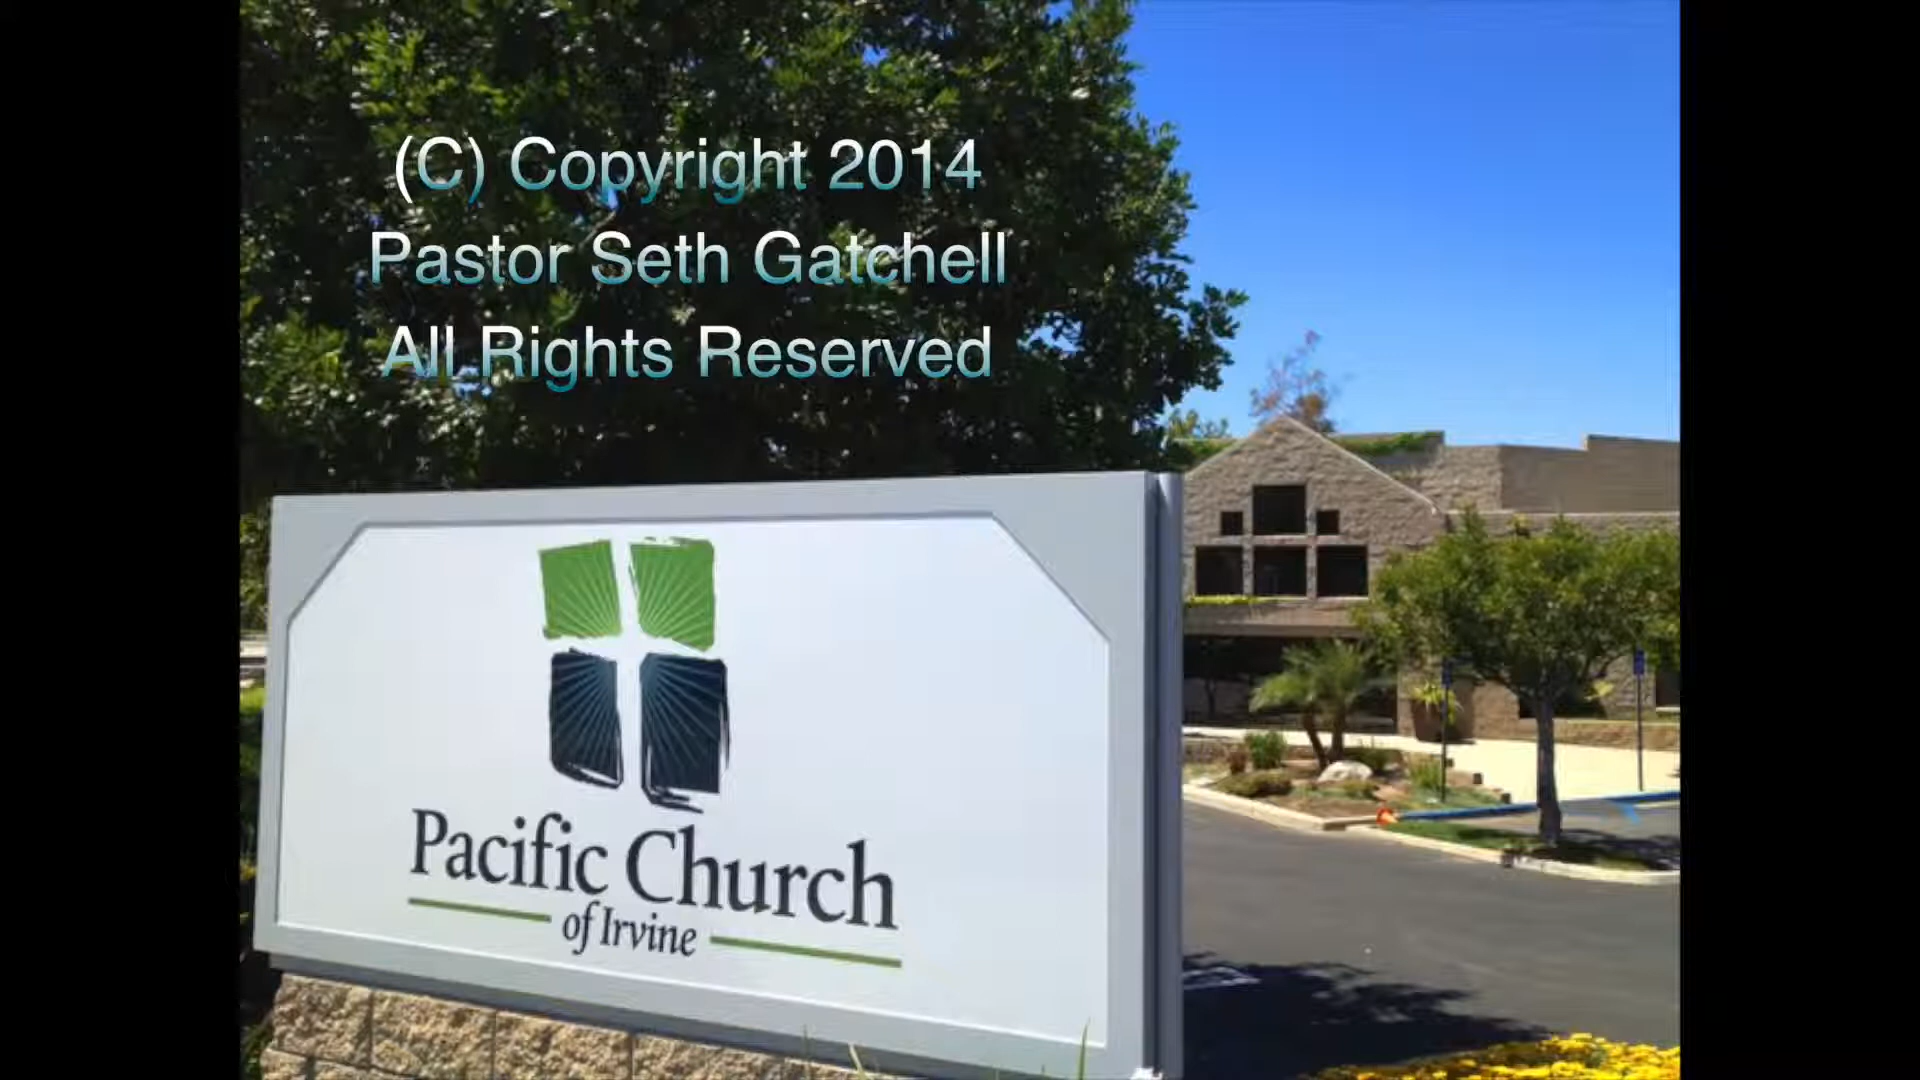 (C) Copyright 2014
Pastor Seth Gatchell
All Rights Reserved
Pacific Church
of Irvine